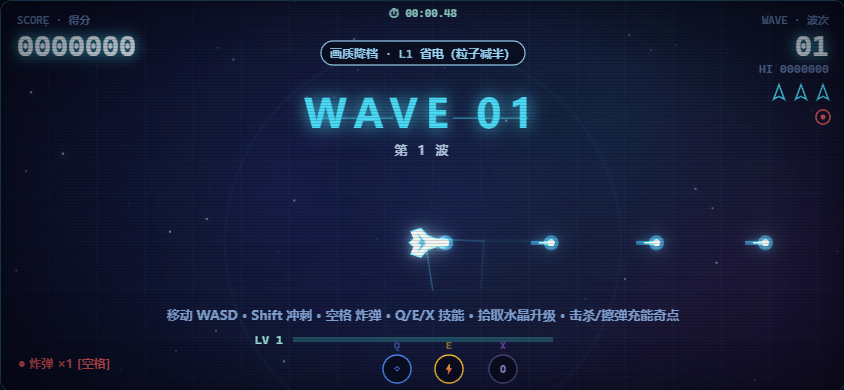 SCORE · 得分
0000000
⏱ 00:00.48
WAVE · 波次
01
HI 0000000
画质降档 · L1 省电 (粒子减半)
WAVE 01
第 1 波
移动 WASD • Shift 冲刺 • 空格 炸弹 • Q/E/X 技能 • 拾取水晶升级 • 击杀/擦弹充能奇点
LV 1
Q E X
0
● 炸弹 ×1 [空格]